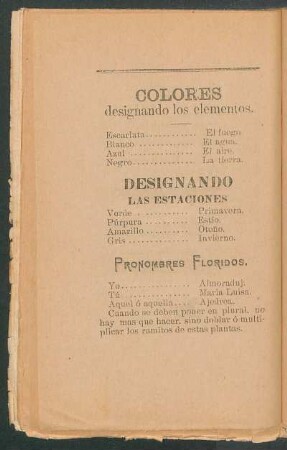 COLORES
designando los elementos.
Escarlata............ El fuego.
Blanco ............. El agua.
Azul ............... El aire.
Negro............... La tierra.
DESIGNANDO
LAS ESTACIONES
Verde .............. Primavera.
Púrpura ............ Estío.
Amarillo............ Otoño.
Gris ............... Invierno.
PRONOMBRES FLORIDOS.
Yo................. Almoraduj.
Tú ................ María Luisa.
Aquel ó aquella.... Ajedrea.
Cuando se deben poner en plural, no
hay mas que hacer, sino doblar ó multi-
plicar los ramitos de estas plantas.